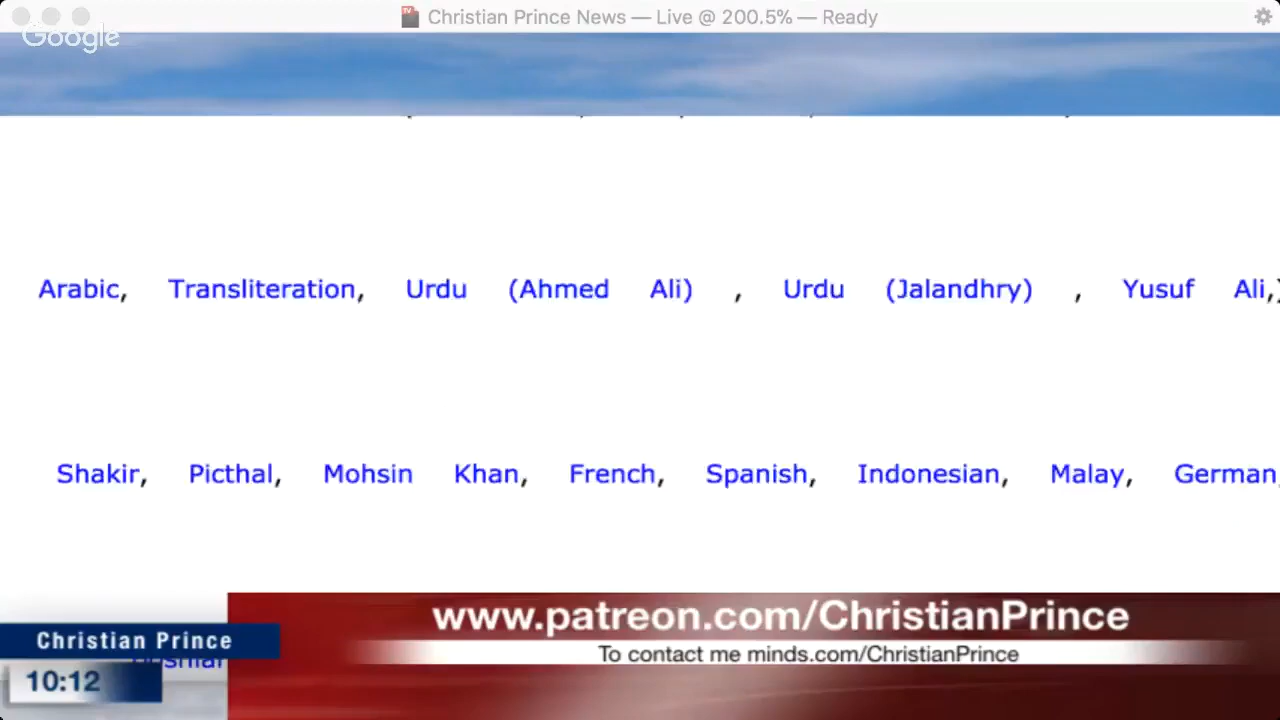 Christian Prince News — Live @ 200.5% — Ready
Google
Arabic, Transliteration, Urdu (Ahmed Ali) , Urdu (Jalandhry) , Yusuf Ali,
Shakir, Picthal, Mohsin Khan, French, Spanish, Indonesian, Malay, German,
www.patreon.com/ChristianPrince
Christian Prince
To contact me minds.com/ChristianPrince
10:12